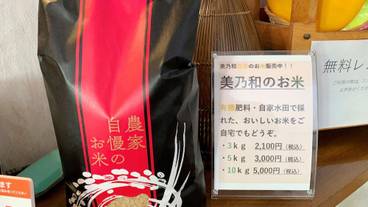 農家
自慢の
お米
美乃和のお米
有機肥料・自家水田で採
れた、おいしいお米をご
自宅でもどうぞ。
・3kg 2,100円(税込)
・5kg 3,000円(税込)
・10kg 5,000円(税込)
無料レ
ます